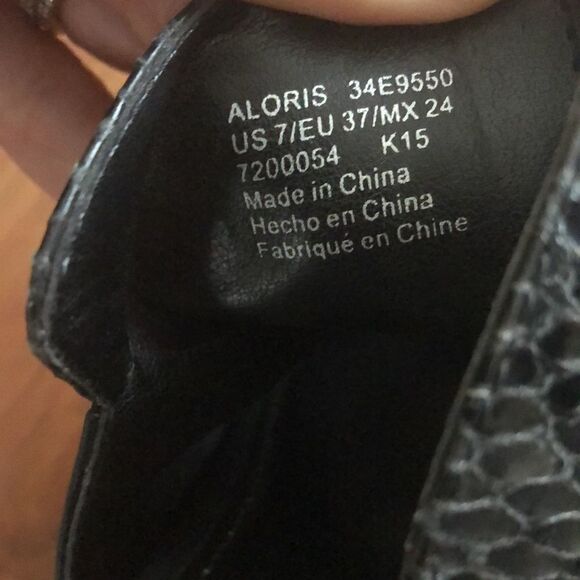 ALORIS 34E9550
US 7/EU 37/MX 24
7200054 K15
Made in China
Hecho en China
Fabriqué en Chine